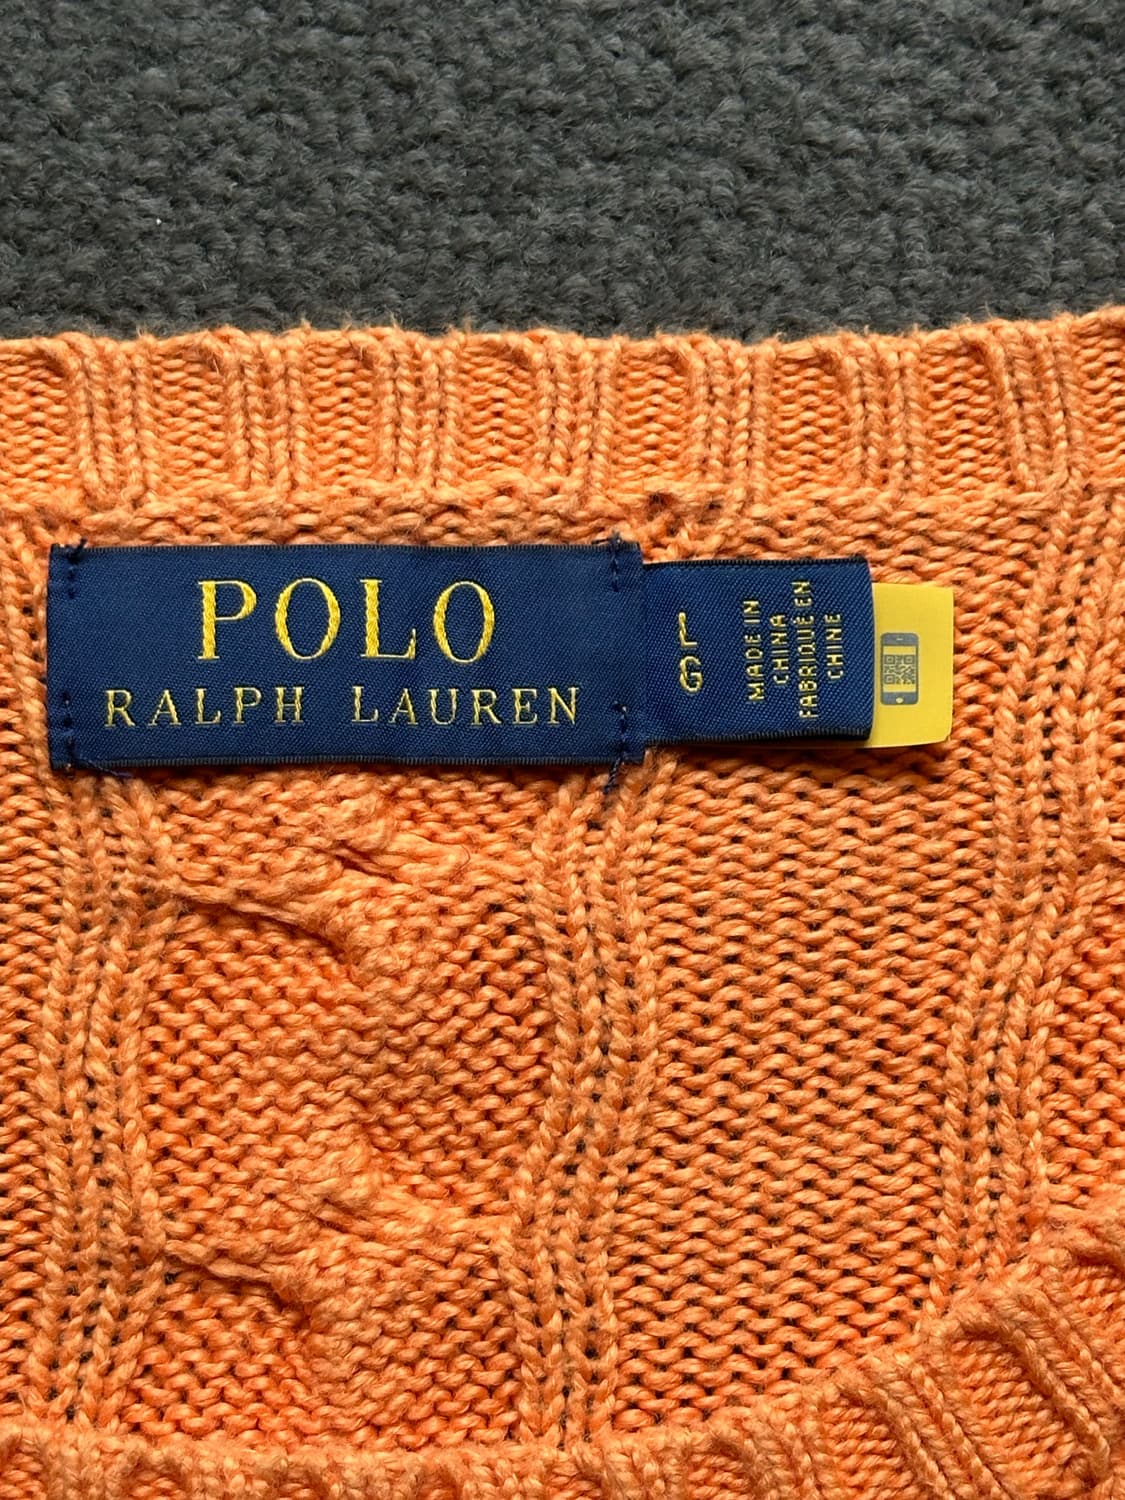 POLO
RALPH LAUREN
G L
MADE IN
CHINA
FABRIQUÉ EN
CHINE